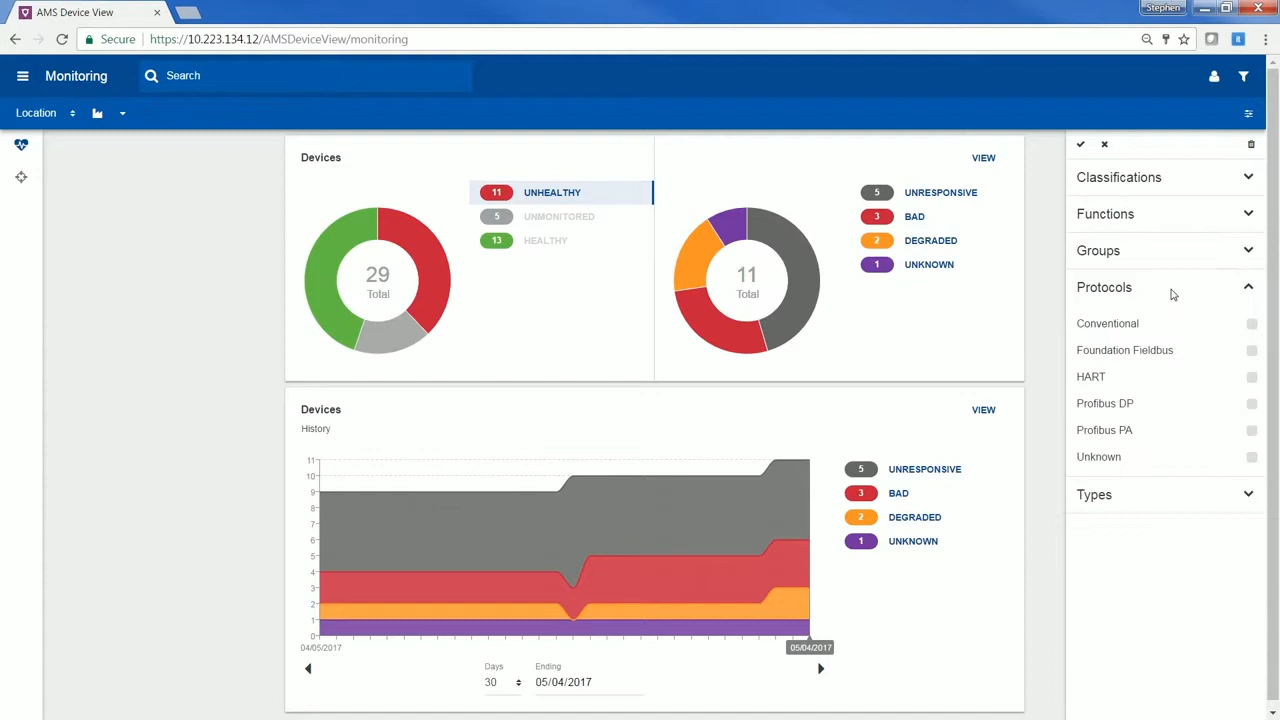 AMS Device View
Stephen
Secure
https://10.223.134.12/AMSDeviceView/monitoring
Monitoring
Search
Location
Devices
11 UNHEALTHY
5 UNMONITORED
13 HEALTHY
29
Total
VIEW
5 UNRESPONSIVE
3 BAD
2 DEGRADED
1 UNKNOWN
11
Total
Devices
VIEW
History
11
10
9
8
7
6
5
4
3
2
1
0
04/05/2017
05/04/2017
5 UNRESPONSIVE
3 BAD
2 DEGRADED
1 UNKNOWN
Days
30
Ending
05/04/2017
Classifications
Functions
Groups
Protocols
Conventional
Foundation Fieldbus
HART
Profibus DP
Profibus PA
Unknown
Types